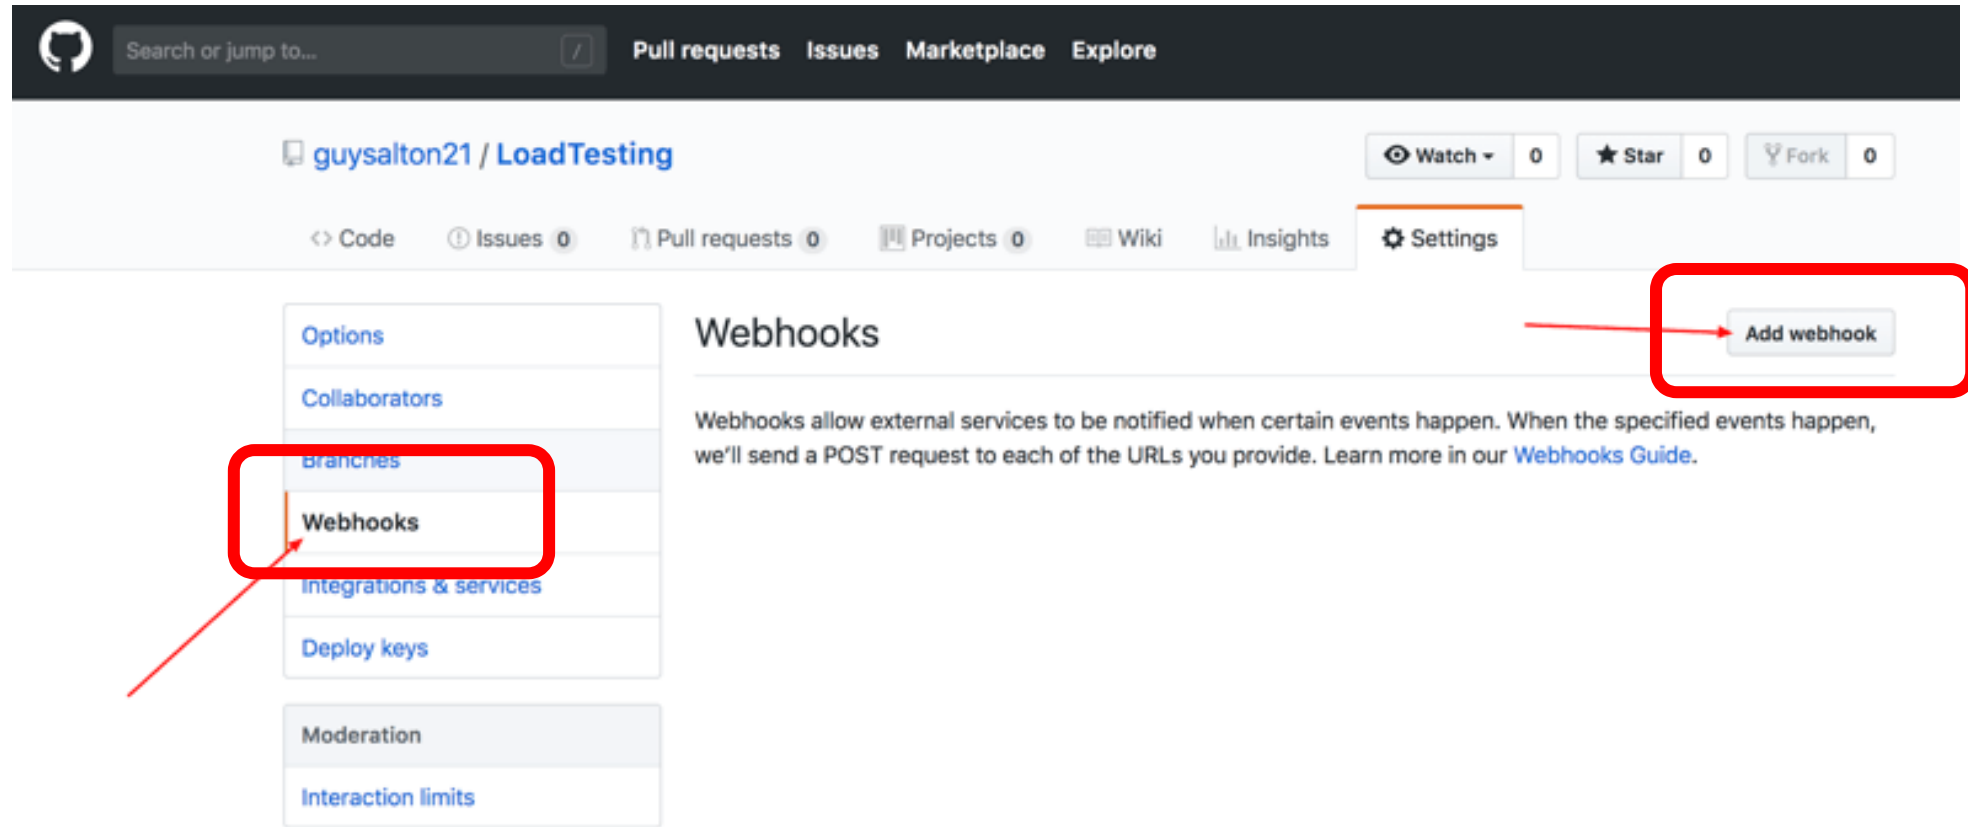 Search or jump to... /
Pull requests Issues Marketplace Explore
guysalton21 / LoadTesting
Watch 0 Star 0 Fork 0
Code Issues 0 Pull requests 0 Projects 0 Wiki Insights Settings
Options
Collaborators
Branches
Webhooks
Integrations & services
Deploy keys
Moderation
Interaction limits
Webhooks
Add webhook
Webhooks allow external services to be notified when certain events happen. When the specified events happen,
we'll send a POST request to each of the URLs you provide. Learn more in our Webhooks Guide.